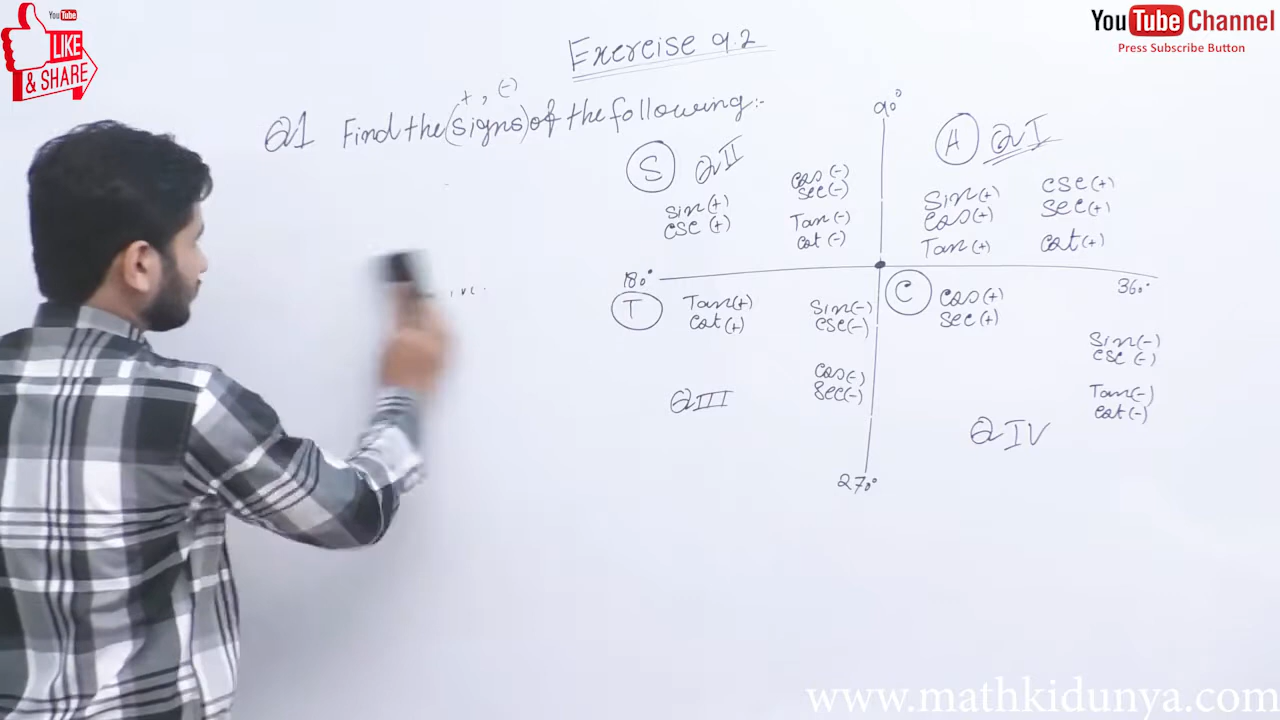 YouTube
LIKE
& SHARE
YouTube Channel
Press Subscribe Button
Exercise 9.2
+, (-)
Q1 Find the (signs) of the following:-
90°
S QII
A QI
cos(-)
sec(-)
sin(+)
csc(+)
Tan(-)
cot(-)
Sin(+) csc(+)
cos(+) sec(+)
Tan(+) cot(+)
180°
360°
T
Tan(+)
cot(+)
Sin(-)
csc(-)
cos(-)
sec(-)
QIII
C
cos(+)
sec(+)
Sin(-)
csc(-)
Tan(-)
cot(-)
QIV
270°
www.mathkidunya.com